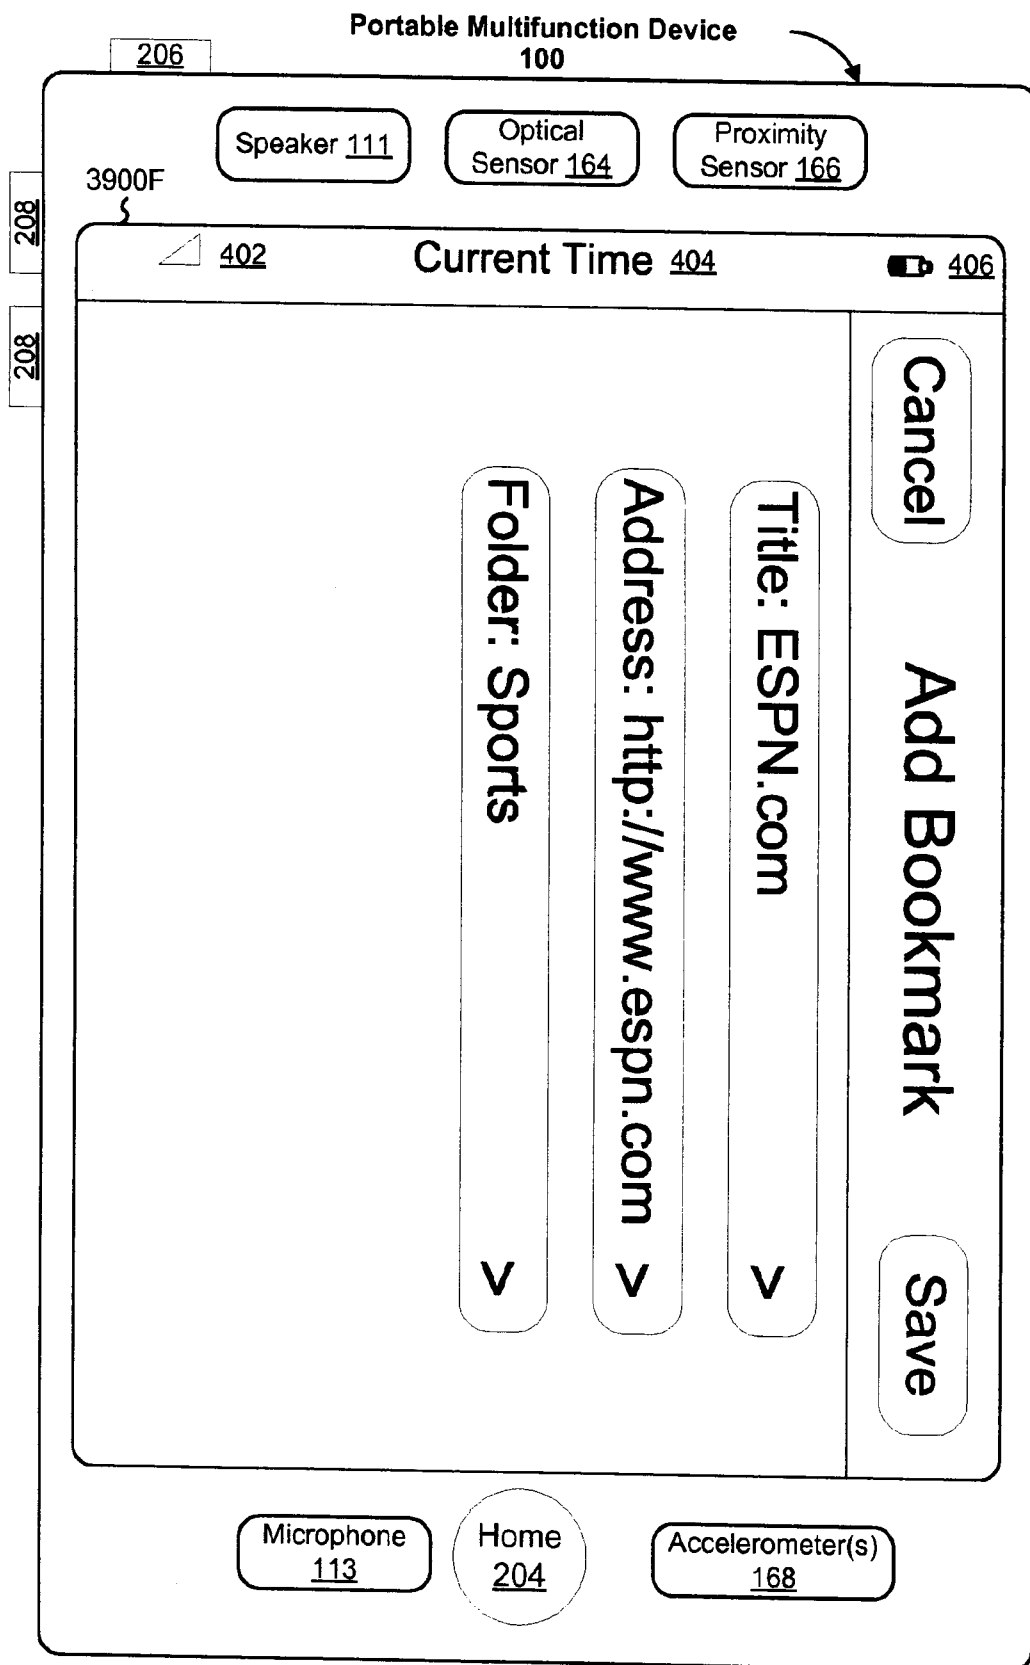 Portable Multifunction Device
100
206
Speaker 111
Optical
Sensor 164
Proximity
Sensor 166
3900F
208
208
402
Current Time 404
406
Cancel
Add Bookmark
Save
Title: ESPN.com
>
Address: http://www.espn.com
>
Folder: Sports
>
Microphone
113
Home
204
Accelerometer(s)
168